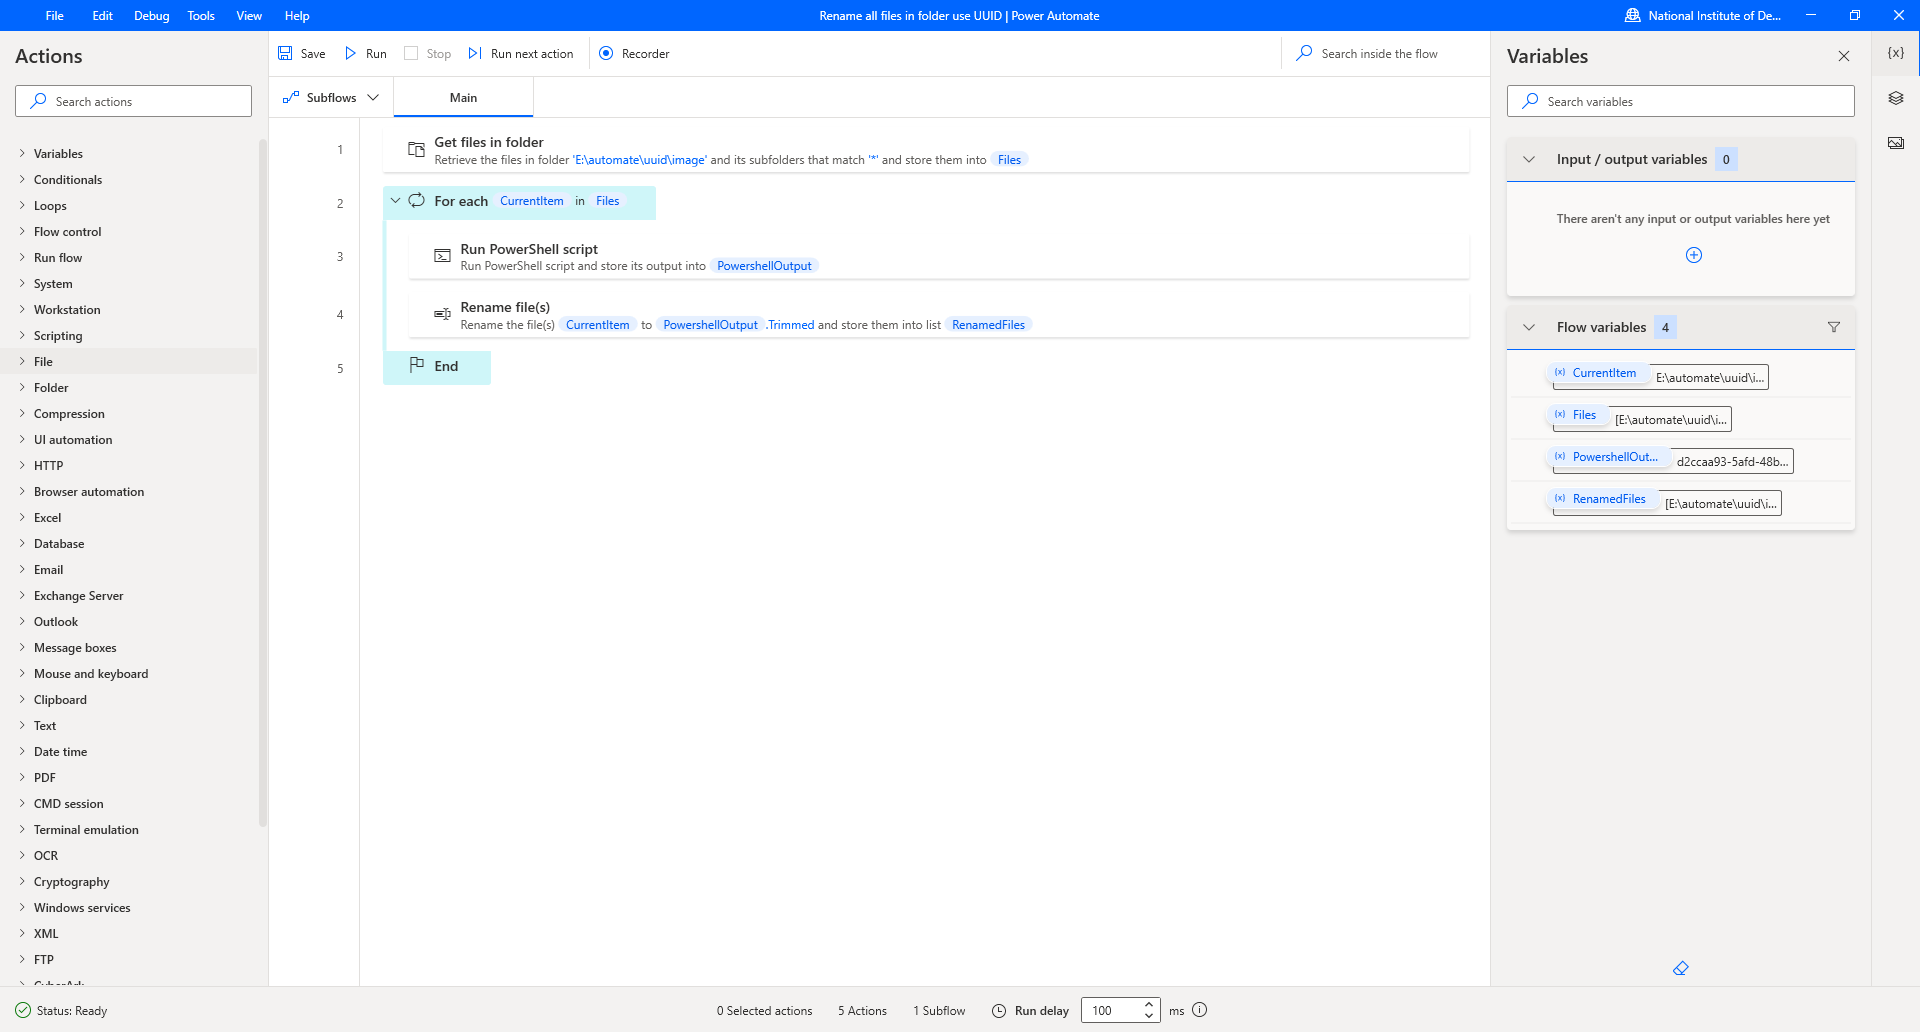 File Edit Debug Tools View Help
Rename all files in folder use UUID | Power Automate
National Institute of De...
Actions
Search actions
Variables
Conditionals
Loops
Flow control
Run flow
System
Workstation
Scripting
File
Folder
Compression
UI automation
HTTP
Browser automation
Excel
Database
Email
Exchange Server
Outlook
Message boxes
Mouse and keyboard
Clipboard
Text
Date time
PDF
CMD session
Terminal emulation
OCR
Cryptography
Windows services
XML
FTP
CyberArk
Save Run Stop Run next action Recorder
Search inside the flow
Subflows
Main
1
Get files in folder
Retrieve the files in folder 'E:\automate\uuid\image' and its subfolders that match '*' and store them into Files
2
For each CurrentItem in Files
3
Run PowerShell script
Run PowerShell script and store its output into PowershellOutput
4
Rename file(s)
Rename the file(s) CurrentItem to PowershellOutput .Trimmed and store them into list RenamedFiles
5
End
Variables
{x}
Search variables
Input / output variables 0
There aren't any input or output variables here yet
Flow variables 4
(x) CurrentItem E:\automate\uuid\i...
(x) Files [E:\automate\uuid\i...
(x) PowershellOut... d2ccaa93-5afd-48b...
(x) RenamedFiles [E:\automate\uuid\i...
Status: Ready
0 Selected actions 5 Actions 1 Subflow Run delay 100 ms